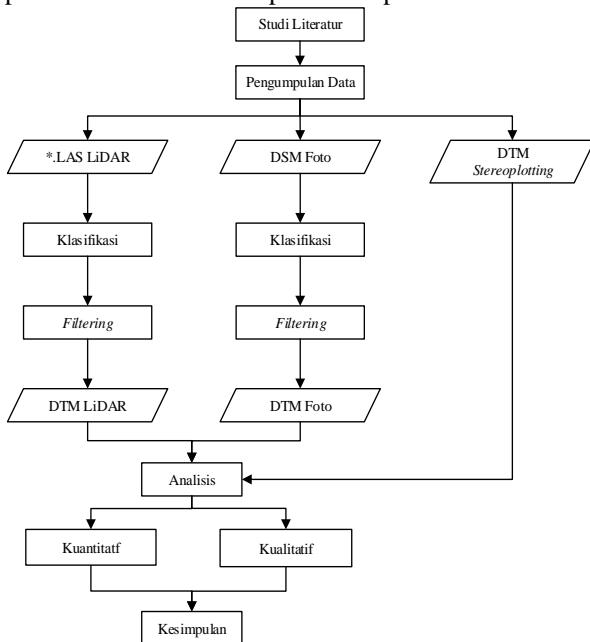 Studi Literatur
Pengumpulan Data
*.LAS LiDAR
DSM Foto
DTM
Stereoplotting
Klasifikasi
Klasifikasi
Filtering
Filtering
DTM LiDAR
DTM Foto
Analisis
Kuantitatf
Kualitatif
Kesimpulan